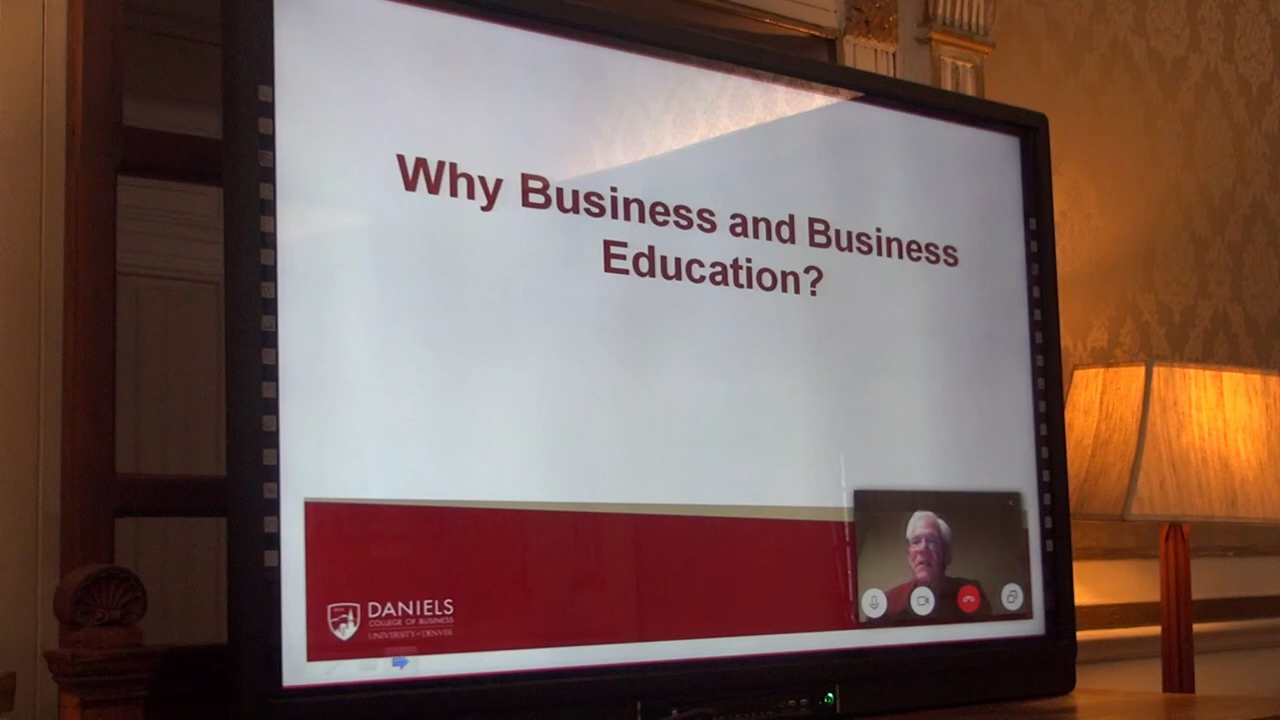 Why Business and Business
Education?
DANIELS
COLLEGE OF BUSINESS
UNIVERSITY OF DENVER